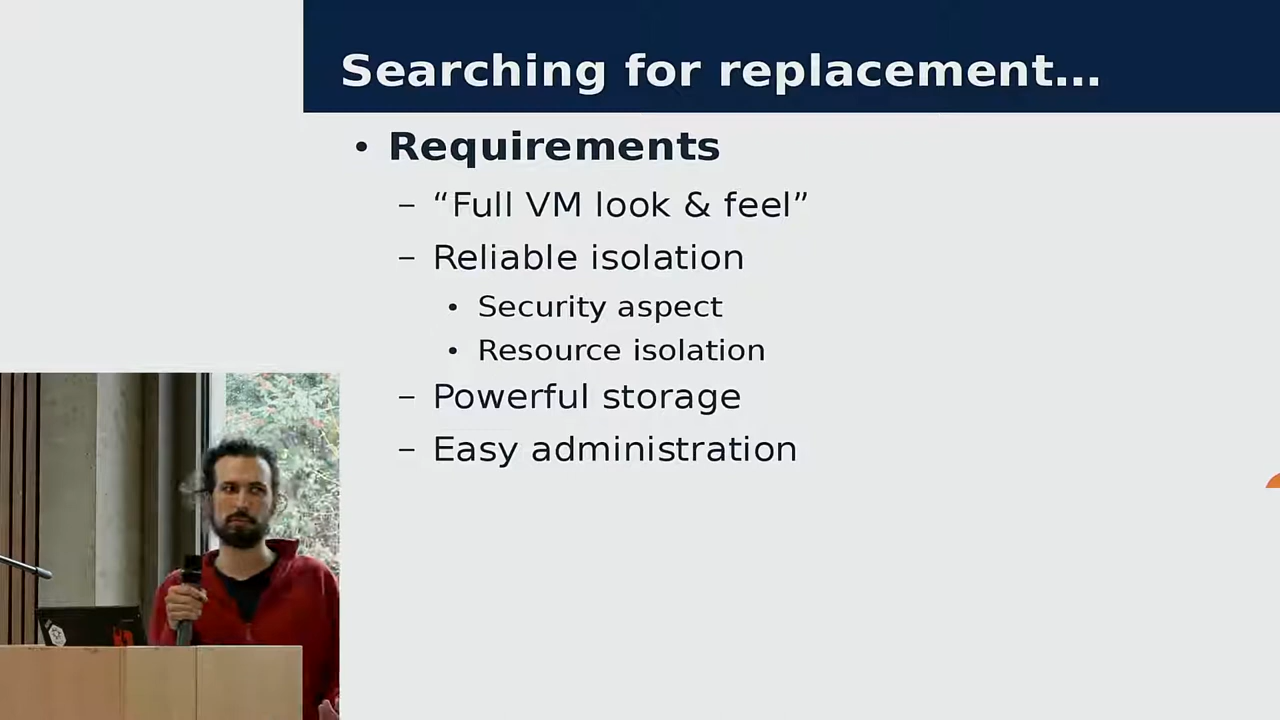 Searching for replacement...
• Requirements
– “Full VM look & feel”
– Reliable isolation
• Security aspect
• Resource isolation
– Powerful storage
– Easy administration